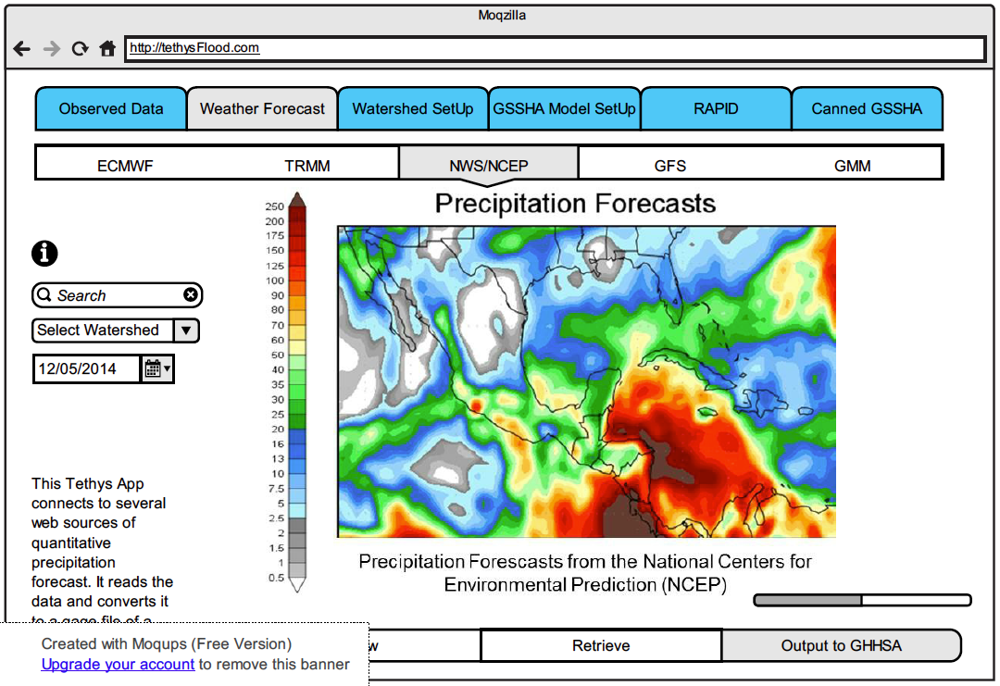 Moqzilla
http://tethysFlood.com
Observed Data
Weather Forecast
Watershed SetUp
GSSHA Model SetUp
RAPID
Canned GSSHA
ECMWF
TRMM
NWS/NCEP
GFS
GMM
Precipitation Forecasts
250
200
175
150
125
100
90
80
70
60
50
40
35
30
25
20
16
13
10
7.5
5
2.5
2
1.5
1
0.5
Search
Select Watershed
12/05/2014
This Tethys App
connects to several
web sources of
quantitative
precipitation
forecast. It reads the
data and converts it
to a gage file of a
Precipitation Forescasts from the National Centers for
Environmental Prediction (NCEP)
Retrieve
Output to GHHSA
Created with Moqups (Free Version)
Upgrade your account to remove this banner